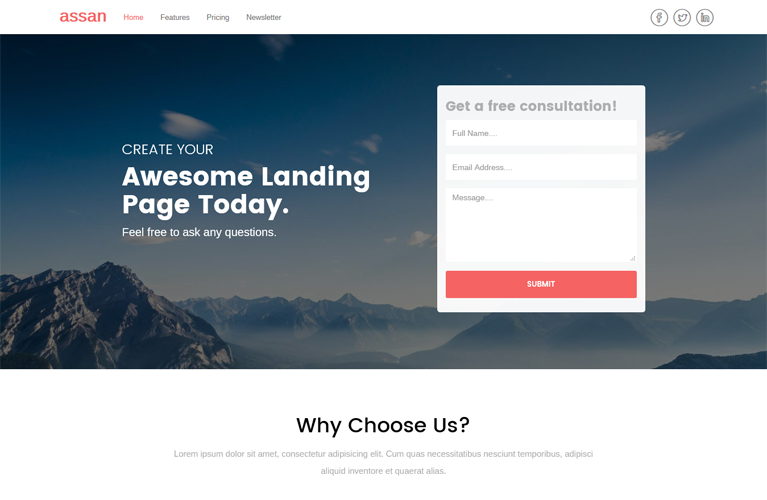 assan
Home Features Pricing Newsletter
CREATE YOUR
Awesome Landing
Page Today.
Feel free to ask any questions.
Get a free consultation!
Full Name....
Email Address....
Message....
SUBMIT
Why Choose Us?
Lorem ipsum dolor sit amet, consectetur adipisicing elit. Cum quas necessitatibus nesciunt temporibus, adipisci
aliquid inventore et quaerat alias.